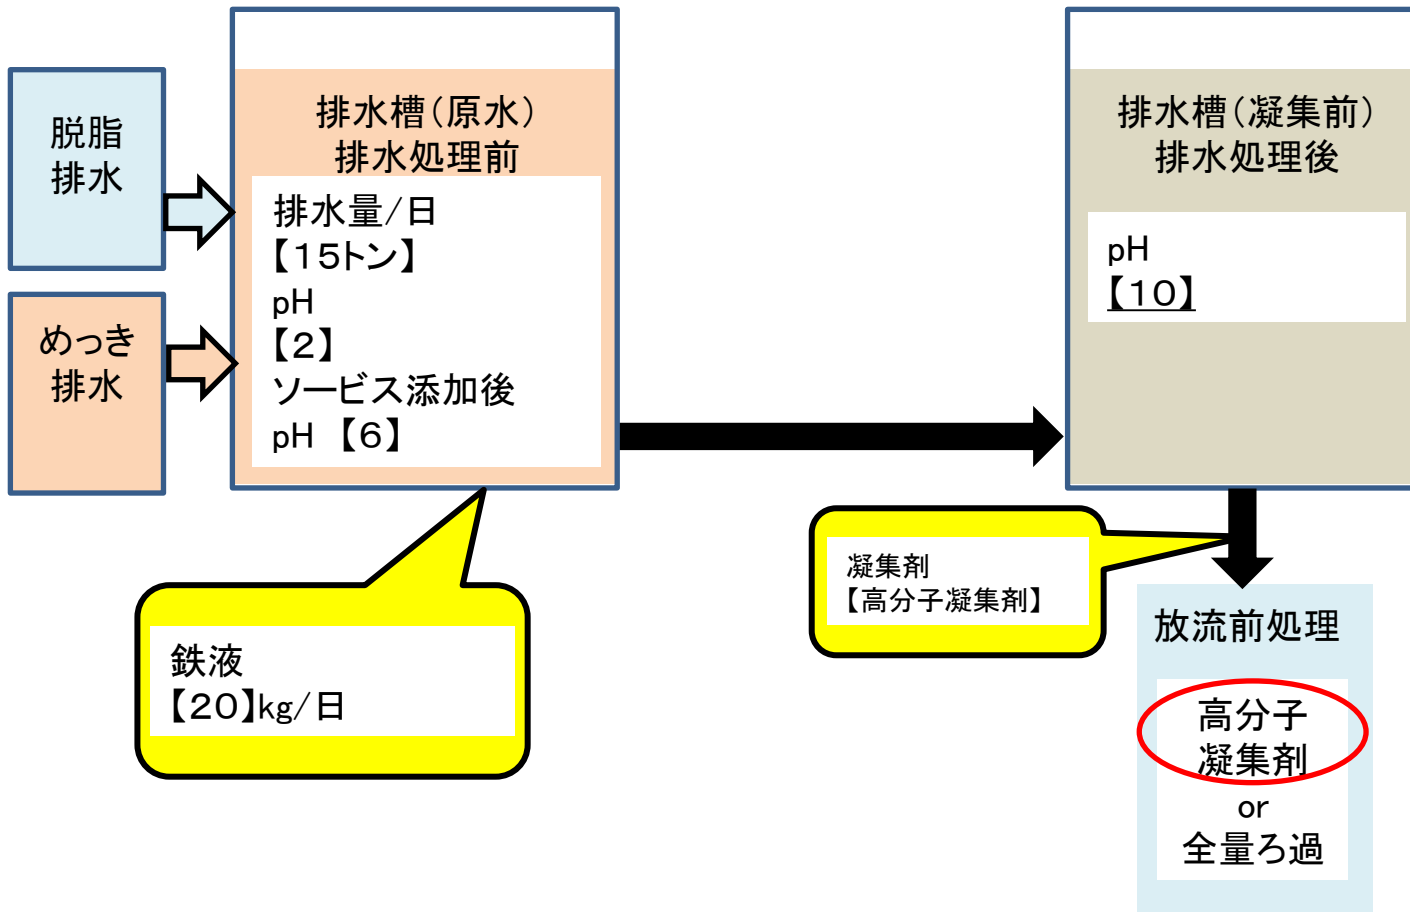 脱脂
排水
めっき
排水
排水槽（原水）
排水処理前
排水量/日
【１５トン】
pH
【２】
ソービス添加後
pH 【６】
鉄液
【２０】kg/日
排水槽（凝集前）
排水処理後
pH
【１０】
凝集剤
【高分子凝集剤】
放流前処理
高分子
凝集剤
or
全量ろ過